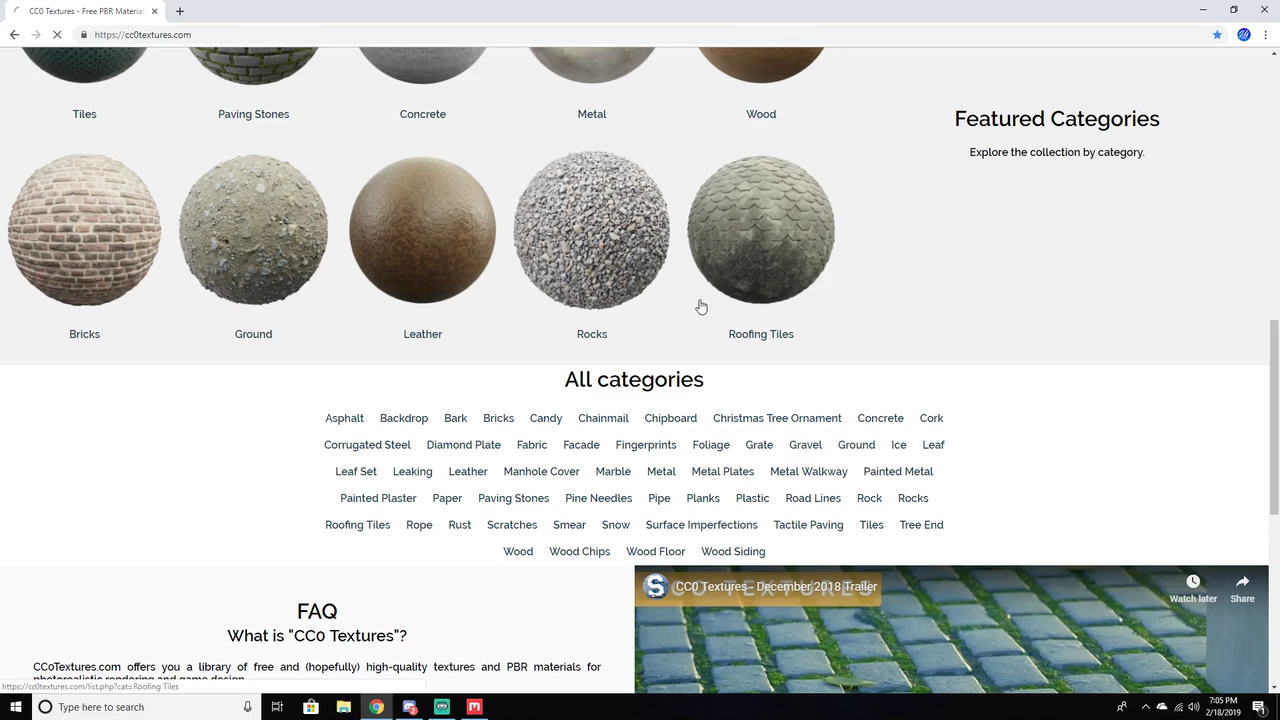 CC0 Textures - Free PBR Material
https://cc0textures.com
Tiles
Paving Stones
Concrete
Metal
Wood
Featured Categories
Explore the collection by category.
Bricks
Ground
Leather
Rocks
Roofing Tiles
All categories
Asphalt Backdrop Bark Bricks Candy Chainmail Chipboard Christmas Tree Ornament Concrete Cork
Corrugated Steel Diamond Plate Fabric Facade Fingerprints Foliage Grate Gravel Ground Ice Leaf
Leaf Set Leaking Leather Manhole Cover Marble Metal Metal Plates Metal Walkway Painted Metal
Painted Plaster Paper Paving Stones Pine Needles Pipe Planks Plastic Road Lines Rock Rocks
Roofing Tiles Rope Rust Scratches Smear Snow Surface Imperfections Tactile Paving Tiles Tree End
Wood Wood Chips Wood Floor Wood Siding
FAQ
What is "CC0 Textures"?
CC0Textures.com offers you a library of free and (hopefully) high-quality textures and PBR materials for
photorealistic rendering and game design.
CC0 Textures - December 2018 Trailer
Watch later
Share
https://cc0textures.com/list.php?cat=Roofing Tiles
Type here to search
7:05 PM
2/18/2019